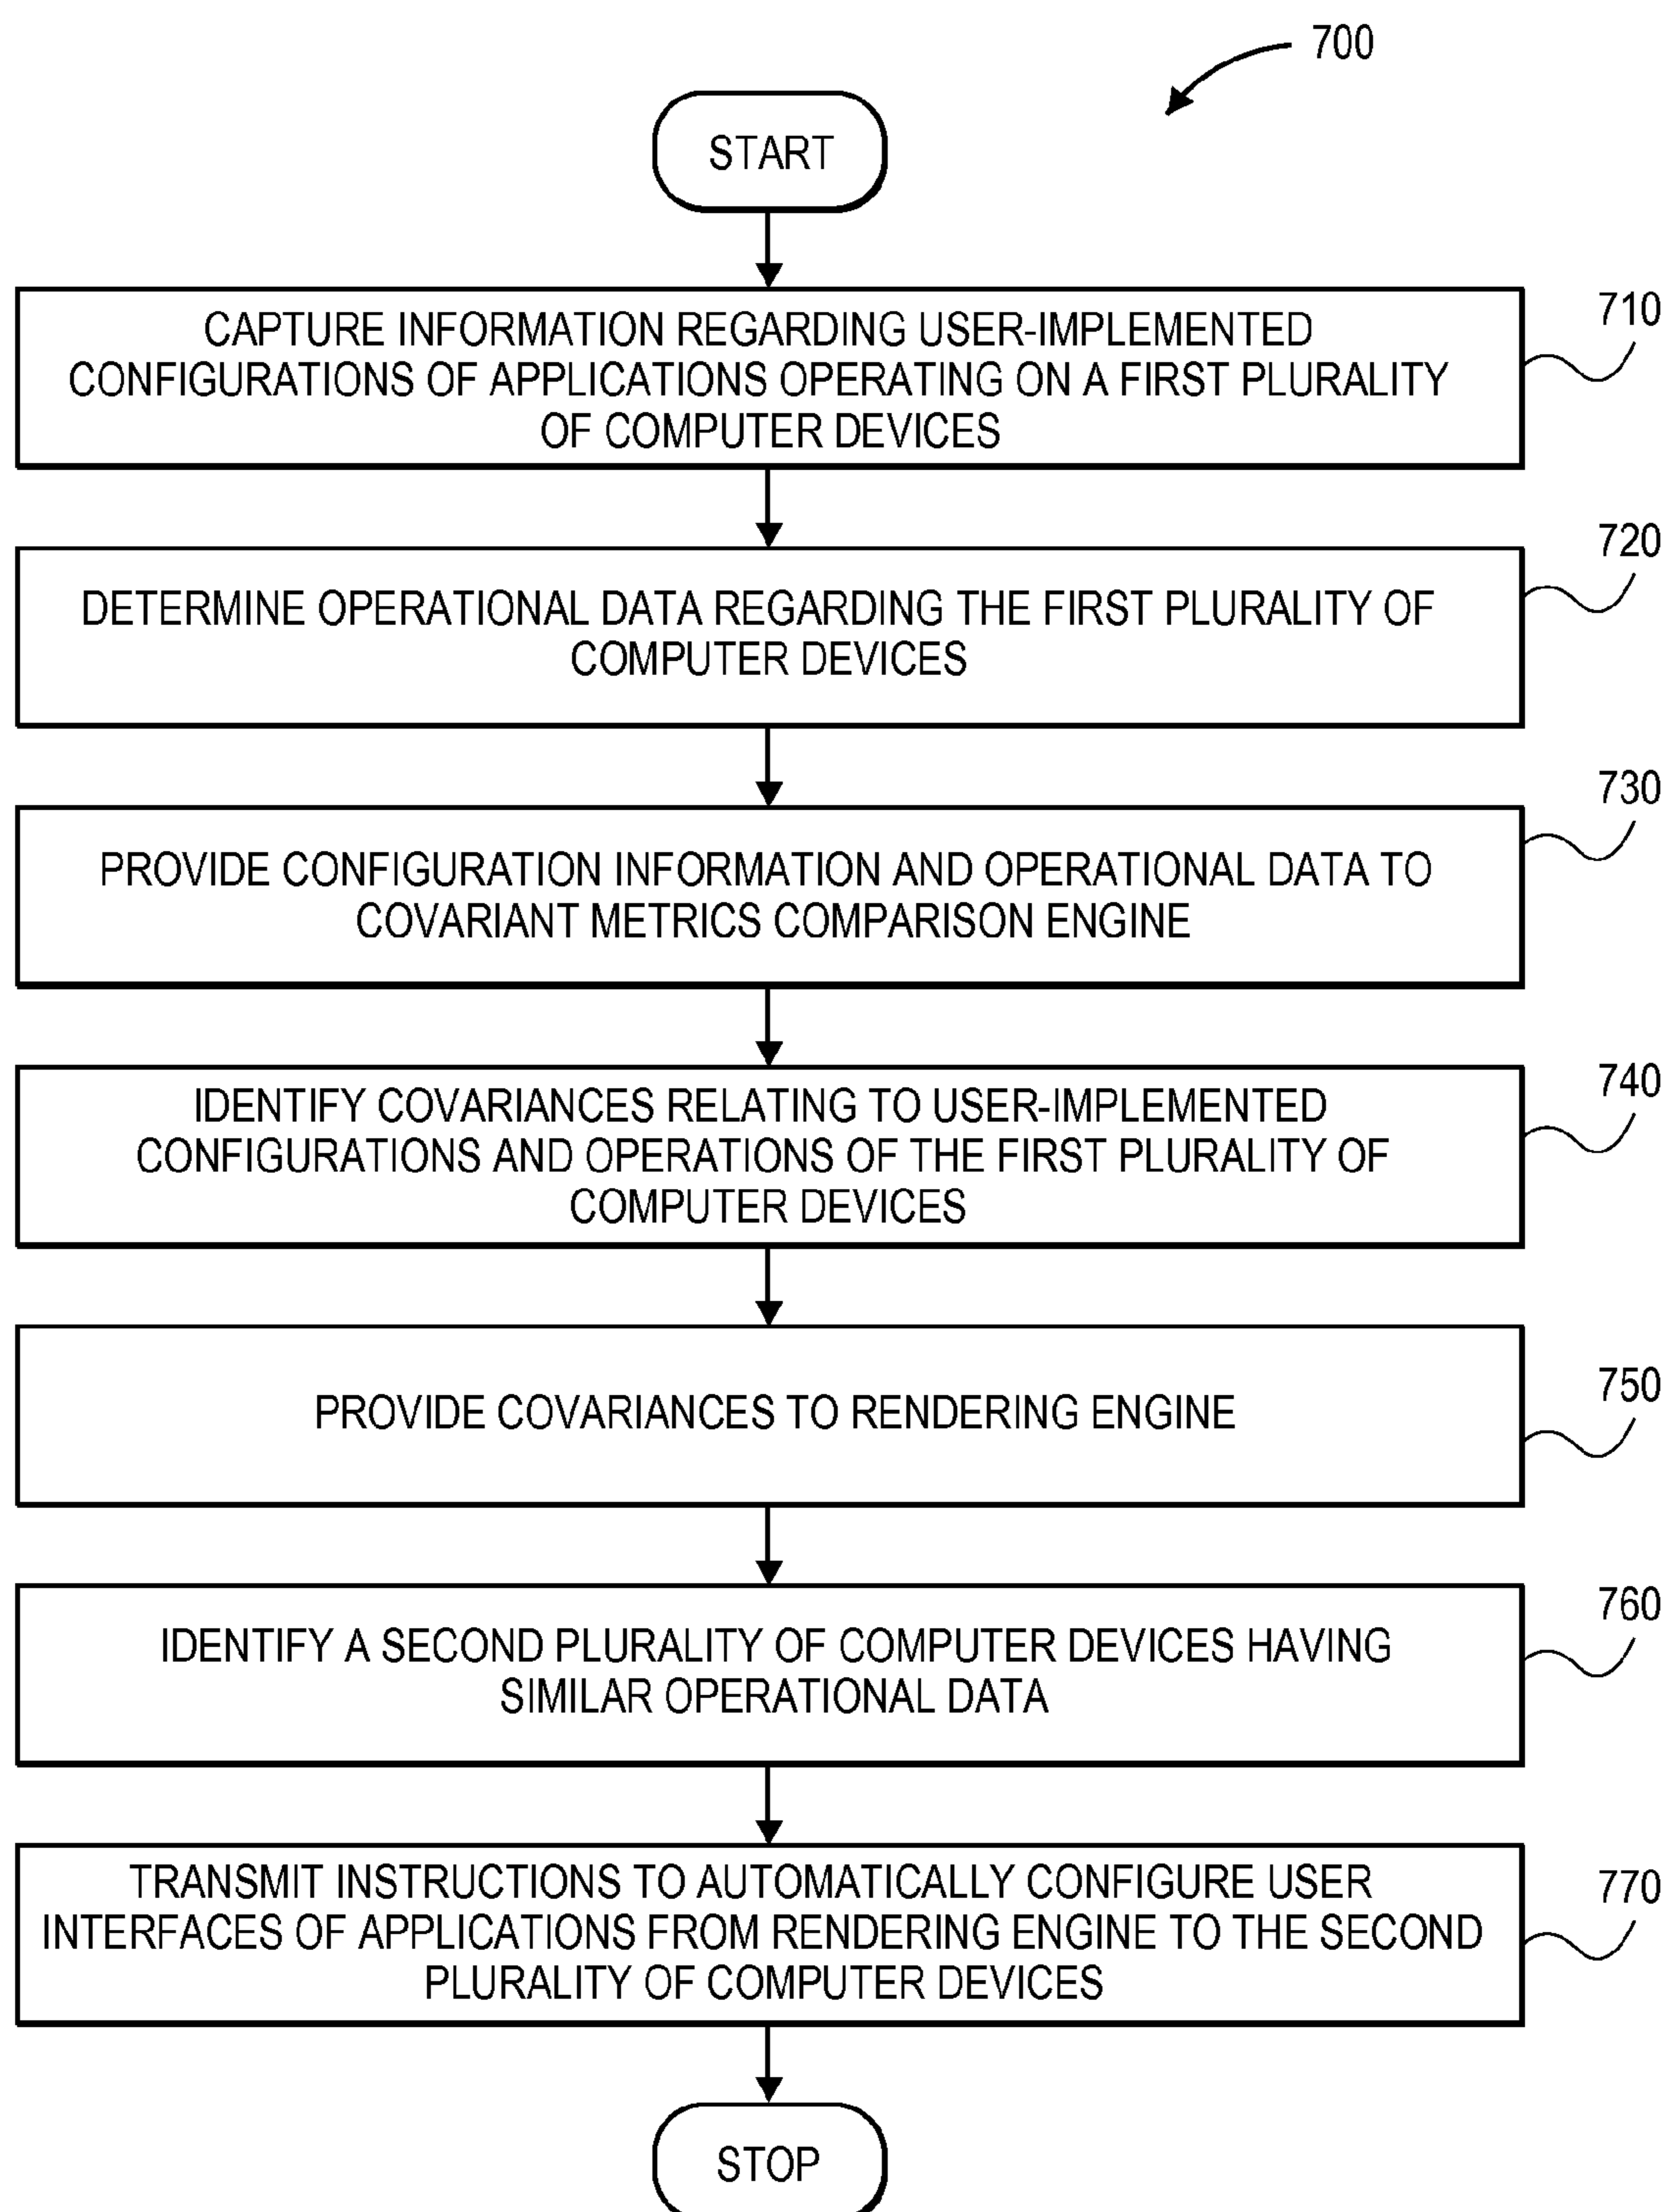 700
START
CAPTURE INFORMATION REGARDING USER-IMPLEMENTED
CONFIGURATIONS OF APPLICATIONS OPERATING ON A FIRST PLURALITY
OF COMPUTER DEVICES
710
DETERMINE OPERATIONAL DATA REGARDING THE FIRST PLURALITY OF
COMPUTER DEVICES
720
PROVIDE CONFIGURATION INFORMATION AND OPERATIONAL DATA TO
COVARIANT METRICS COMPARISON ENGINE
730
IDENTIFY COVARIANCES RELATING TO USER-IMPLEMENTED
CONFIGURATIONS AND OPERATIONS OF THE FIRST PLURALITY OF
COMPUTER DEVICES
740
PROVIDE COVARIANCES TO RENDERING ENGINE
750
IDENTIFY A SECOND PLURALITY OF COMPUTER DEVICES HAVING
SIMILAR OPERATIONAL DATA
760
TRANSMIT INSTRUCTIONS TO AUTOMATICALLY CONFIGURE USER
INTERFACES OF APPLICATIONS FROM RENDERING ENGINE TO THE SECOND
PLURALITY OF COMPUTER DEVICES
770
STOP